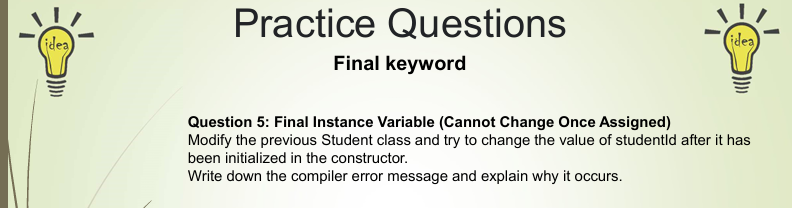 Practice Questions
idea
idea
Final keyword
Question 5: Final Instance Variable (Cannot Change Once Assigned)
Modify the previous Student class and try to change the value of studentId after it has
been initialized in the constructor.
Write down the compiler error message and explain why it occurs.